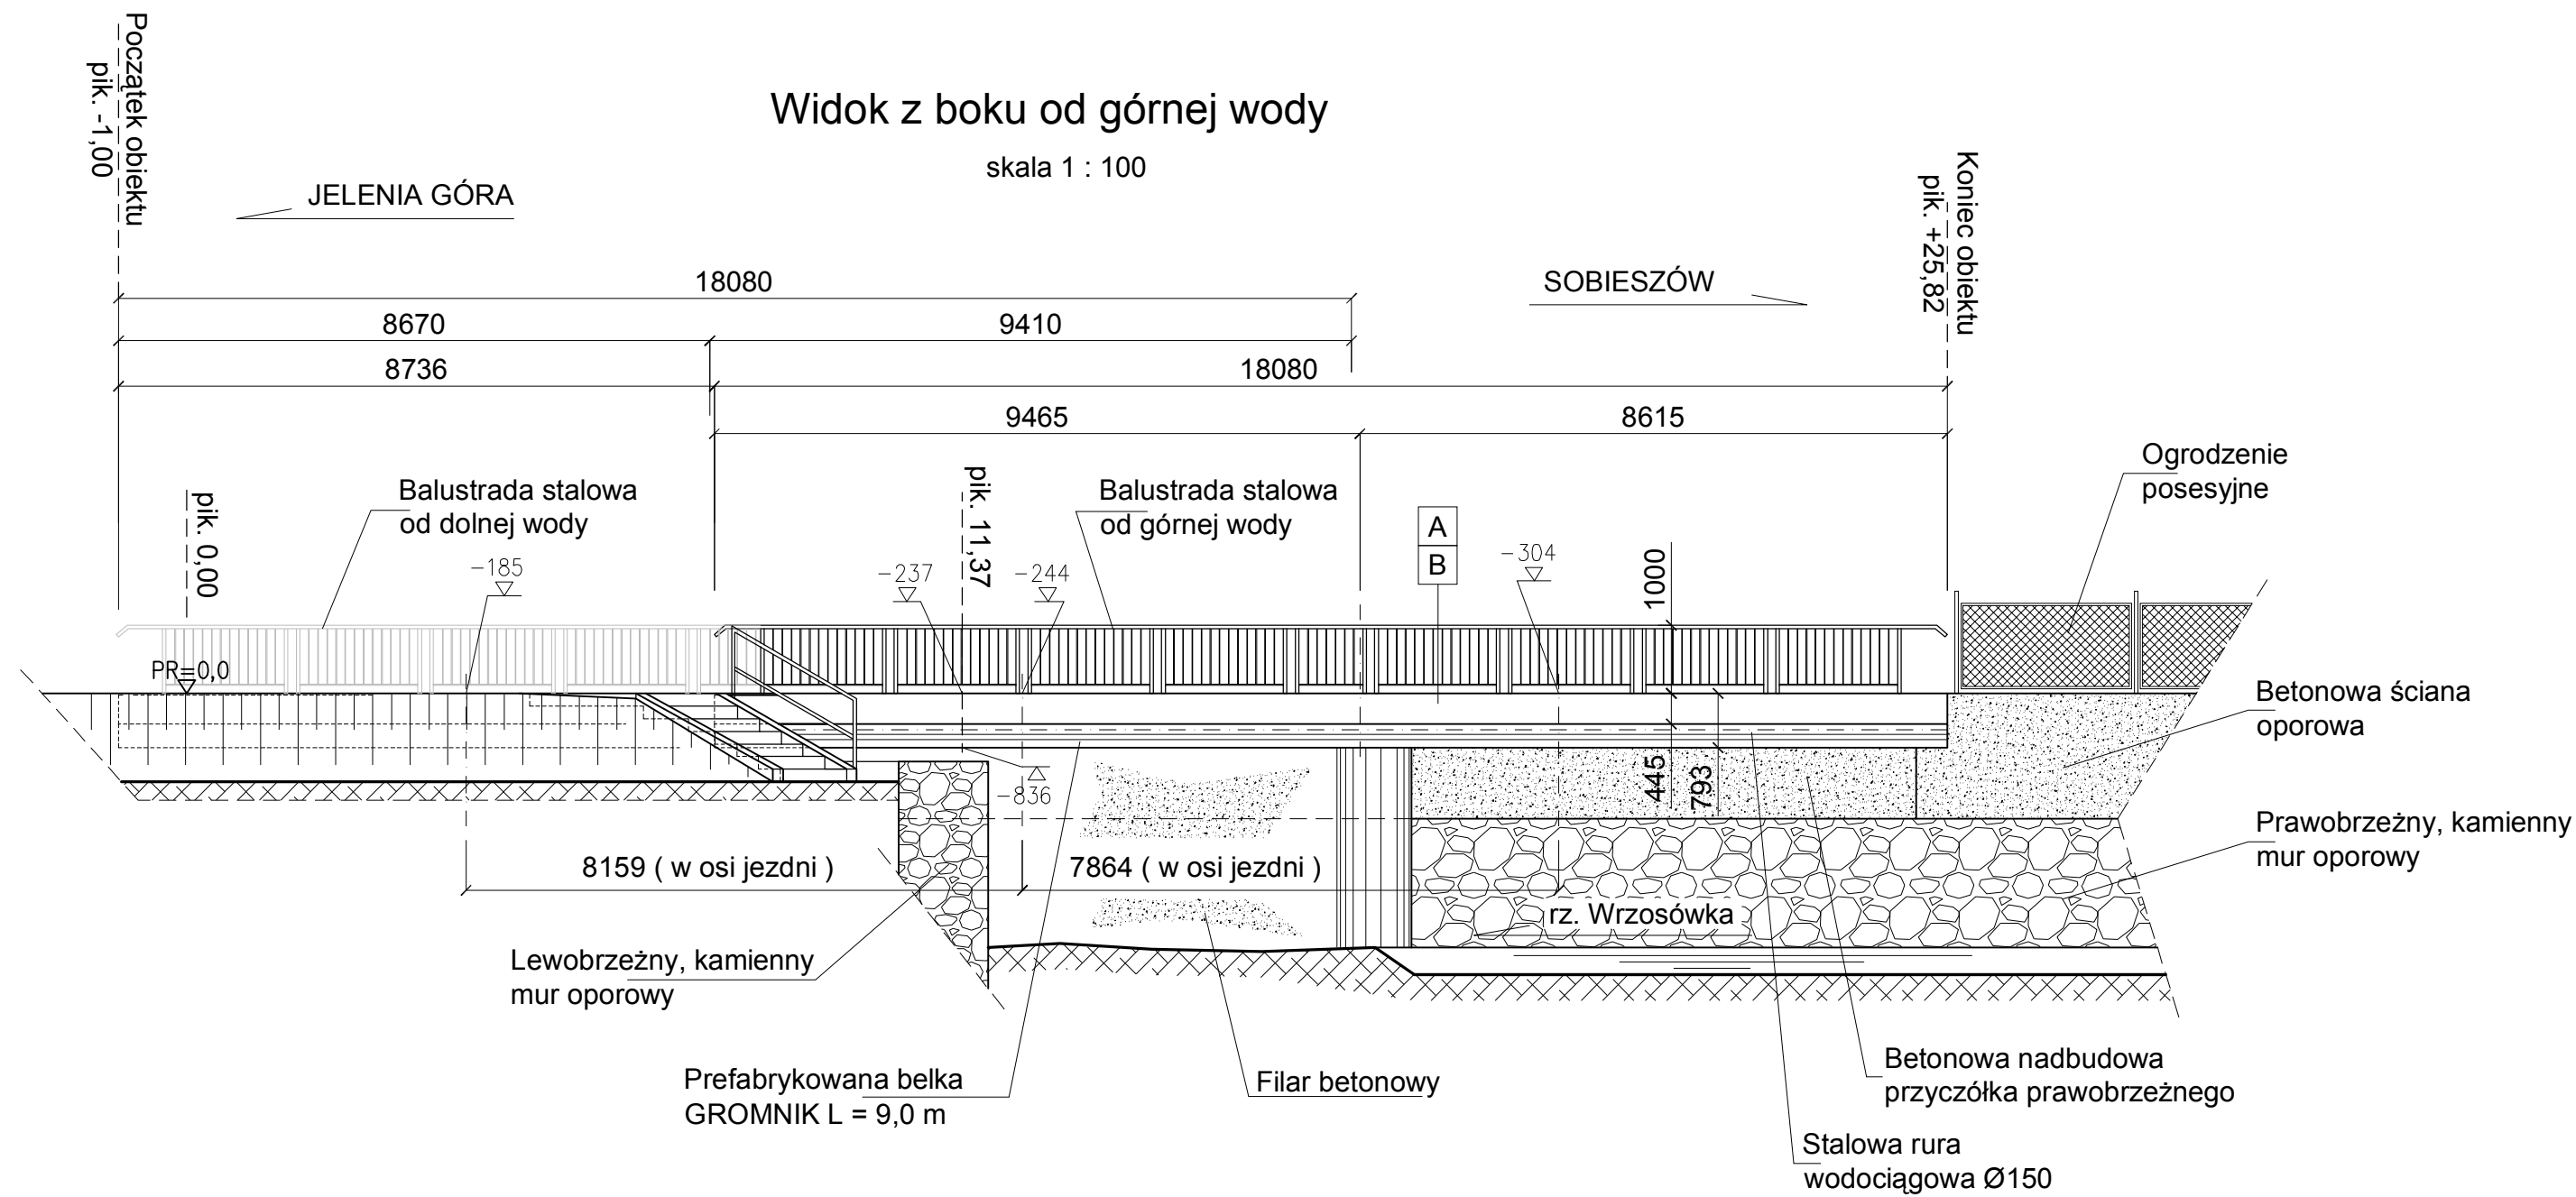 Początek obiektu
pik. -1,00
Widok z boku od górnej wody
skala 1 : 100
JELENIA GÓRA
Koniec obiektu
pik. +25,82
18080
SOBIESZÓW
8670
9410
8736
18080
9465
8615
Ogrodzenie
posesyjne
pik. 0,00
Balustrada stalowa
od dolnej wody
pik. 11,37
Balustrada stalowa
od górnej wody
A
B
-185
-237
-244
-304
1000
PR=0,0
Betonowa ściana
oporowa
445
793
-836
Prawobrzeżny, kamienny
mur oporowy
8159 ( w osi jezdni )
7864 ( w osi jezdni )
rz. Wrzosówka
Lewobrzeżny, kamienny
mur oporowy
Prefabrykowana belka
GROMNIK L = 9,0 m
Filar betonowy
Betonowa nadbudowa
przyczółka prawobrzeżnego
Stalowa rura
wodociągowa Ø150